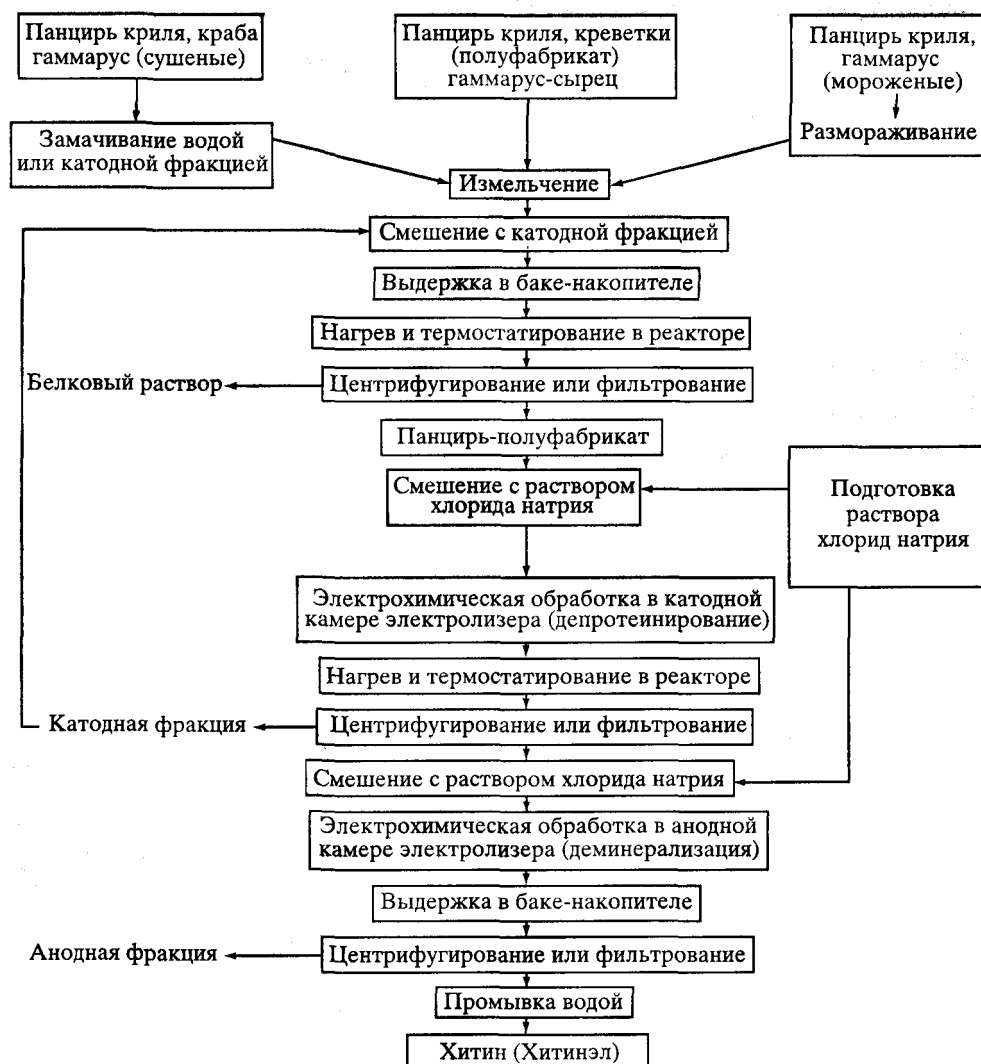 Панцирь криля, краба
гаммарус (сушеные)
Панцирь криля, креветки
(полуфабрикат)
гаммарус-сырец
Панцирь криля,
гаммарус
(мороженые)
Размораживание
Замачивание водой
или катодной фракцией
Измельчение
Смешение с катодной фракцией
Выдержка в баке-накопителе
Нагрев и термостатирование в реакторе
Белковый раствор
Центрифугирование или фильтрование
Панцирь-полуфабрикат
Смешение с раствором
хлорида натрия
Подготовка
раствора
хлорид натрия
Электрохимическая обработка в катодной
камере электролизера (депротеинирование)
Нагрев и термостатирование в реакторе
Катодная фракция
Центрифугирование или фильтрование
Смешение с раствором хлорида натрия
Электрохимическая обработка в анодной
камере электролизера (деминерализация)
Выдержка в баке-накопителе
Анодная фракция
Центрифугирование или фильтрование
Промывка водой
Хитин (Хитинэл)